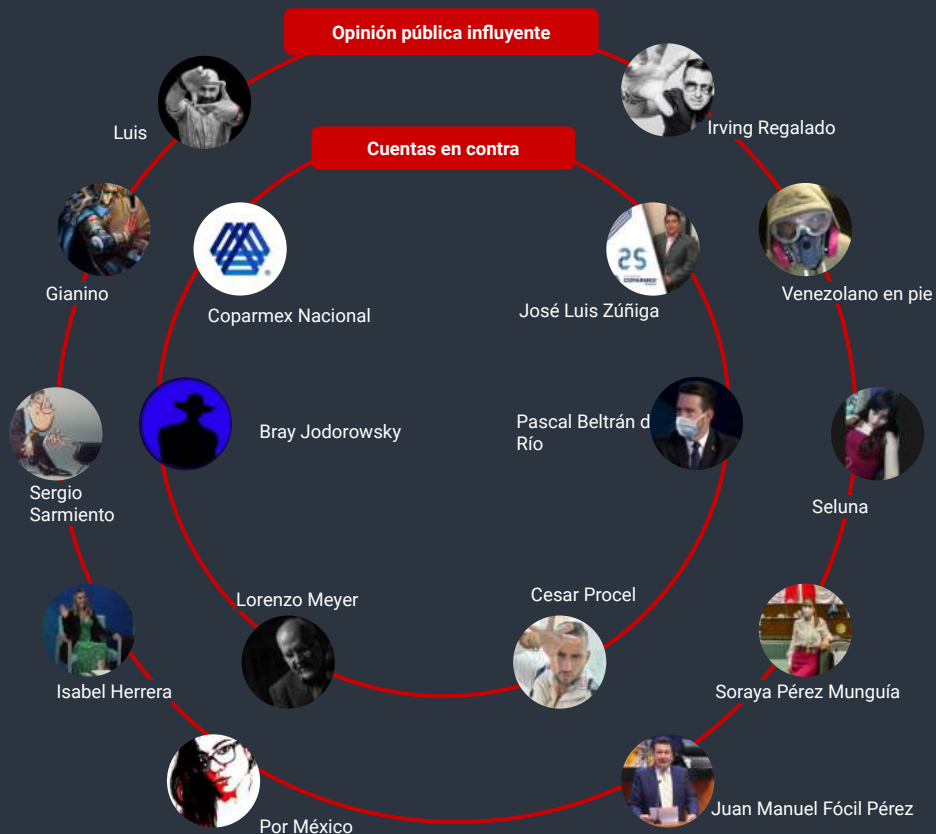 Opinión pública influyente
Luis
Irving Regalado
Cuentas en contra
Gianino
Coparmex Nacional
José Luis Zúñiga
Venezolano en pie
Bray Jodorowsky
Pascal Beltrán d
Río
Sergio
Sarmiento
Seluna
Lorenzo Meyer
Cesar Procel
Isabel Herrera
Soraya Pérez Munguía
Por México
Juan Manuel Fócil Pérez